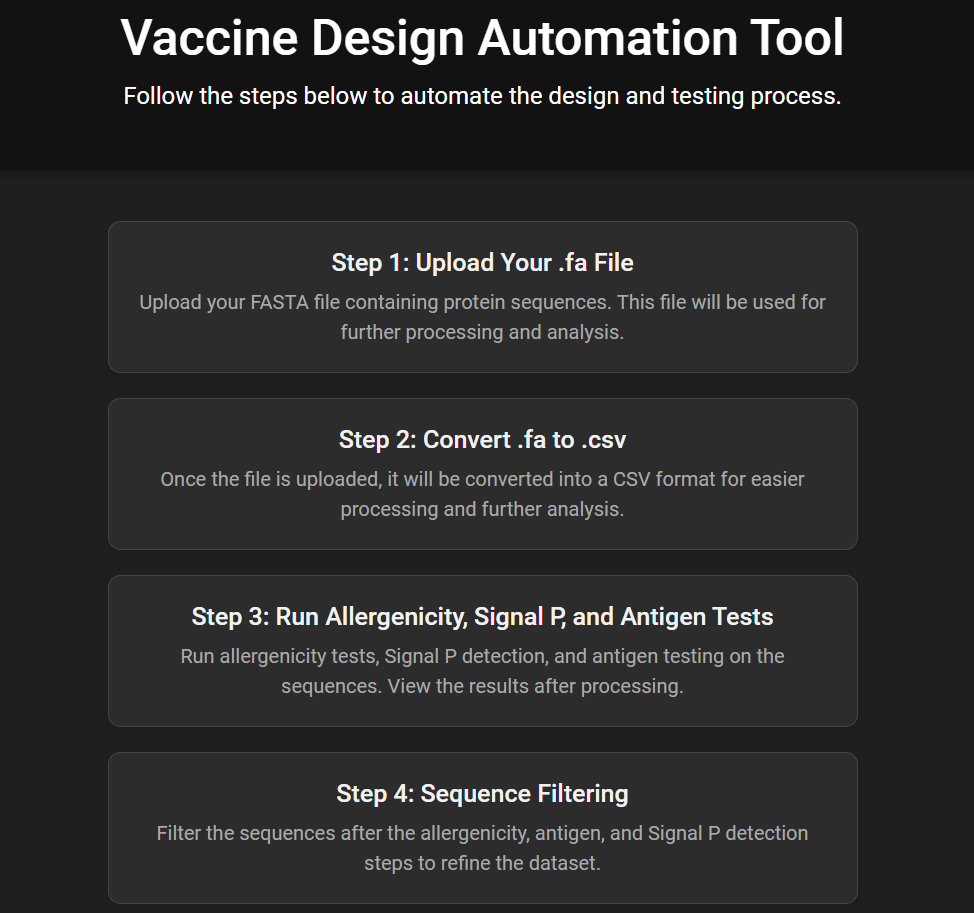 Vaccine Design Automation Tool
Follow the steps below to automate the design and testing process.
Step 1: Upload Your .fa File
Upload your FASTA file containing protein sequences. This file will be used for
further processing and analysis.
Step 2: Convert .fa to .csv
Once the file is uploaded, it will be converted into a CSV format for easier
processing and further analysis.
Step 3: Run Allergenicity, Signal P, and Antigen Tests
Run allergenicity tests, Signal P detection, and antigen testing on the
sequences. View the results after processing.
Step 4: Sequence Filtering
Filter the sequences after the allergenicity, antigen, and Signal P detection
steps to refine the dataset.